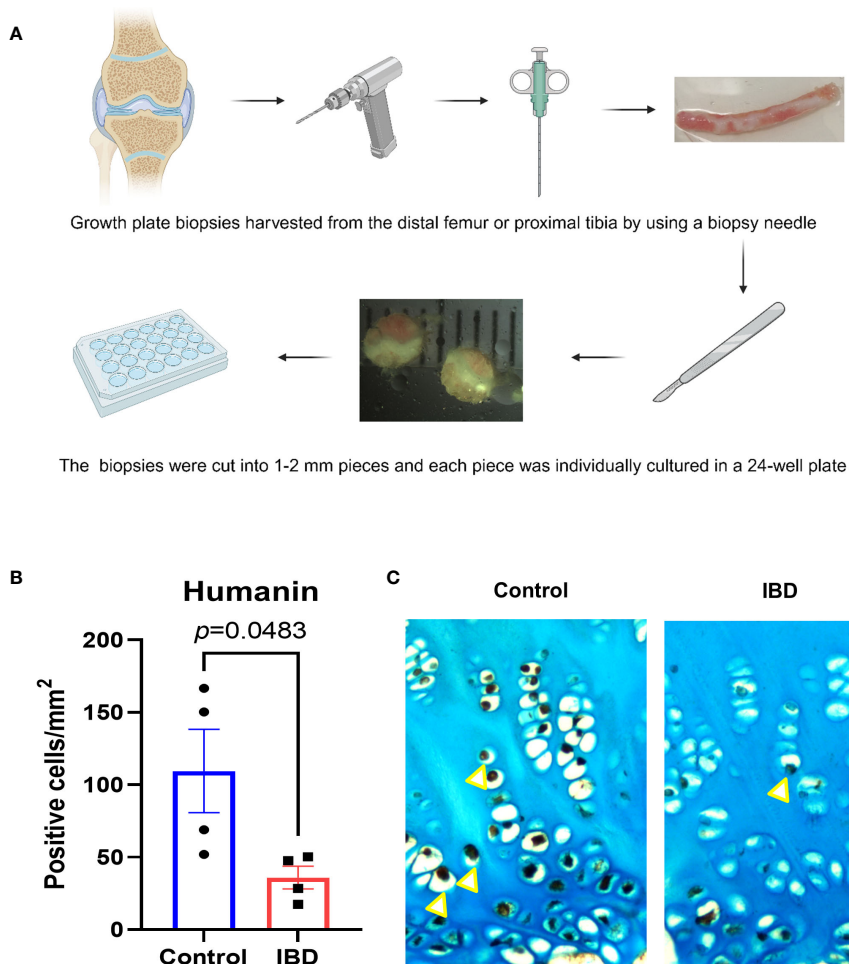 A
Growth plate biopsies harvested from the distal femur or proximal tibia by using a biopsy needle
The  biopsies were cut into 1-2 mm pieces and each piece was individually cultured in a 24-well plate
B
Humanin
p=0.0483
Positive cells/mm²
200
150
100
50
0
Control
IBD
C
Control
IBD